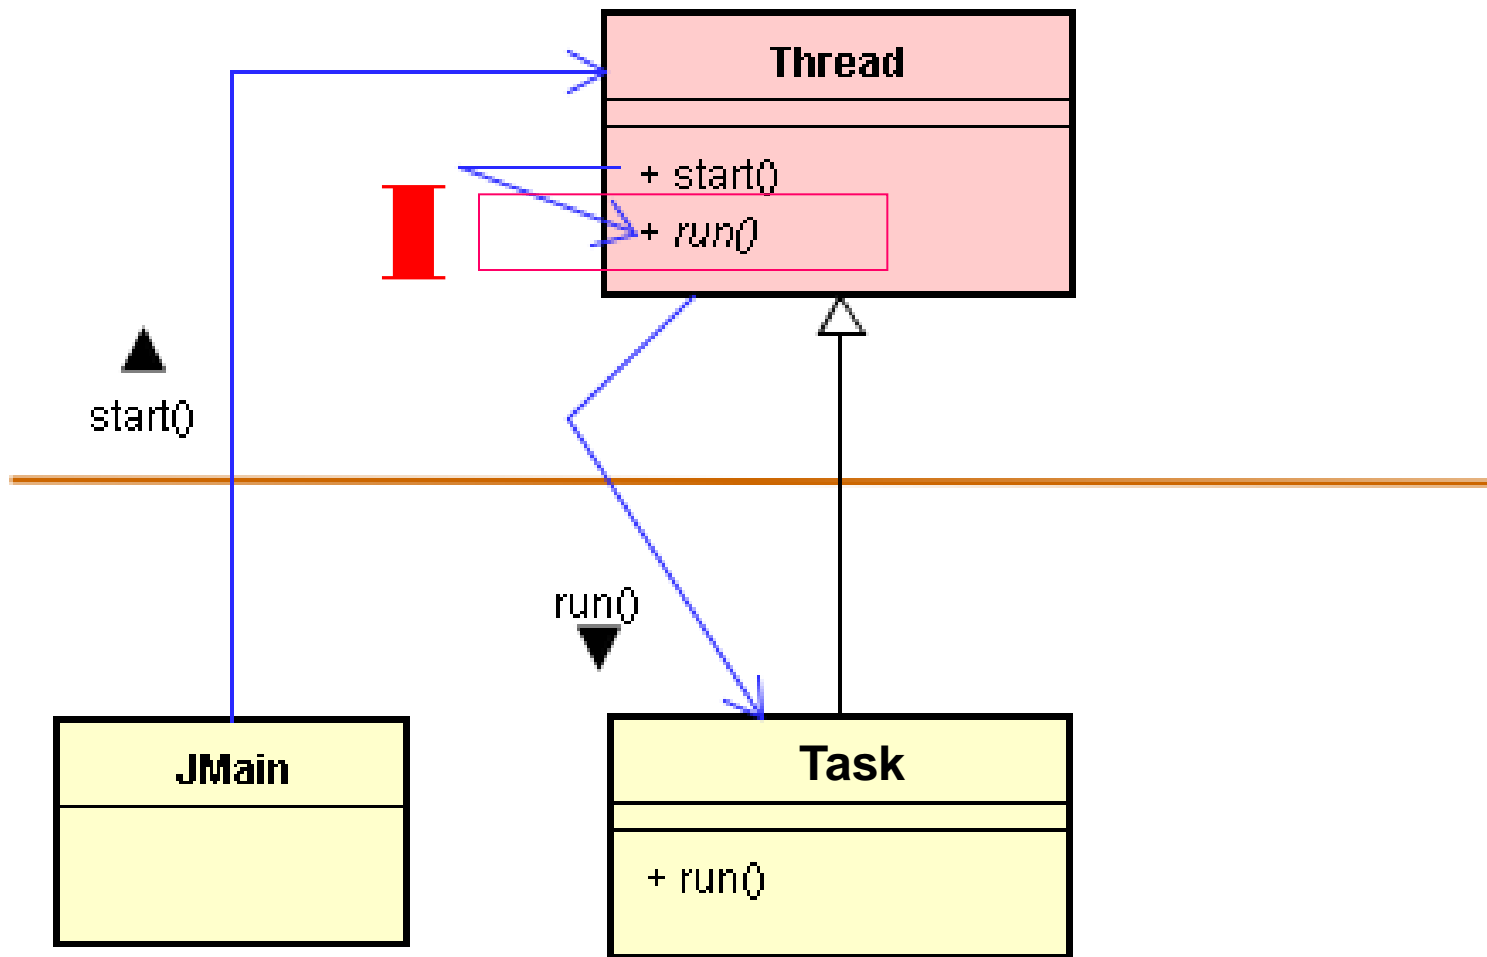 Thread
+ start()
I
+ run()
start()
run()
JMain
Task
+ run()